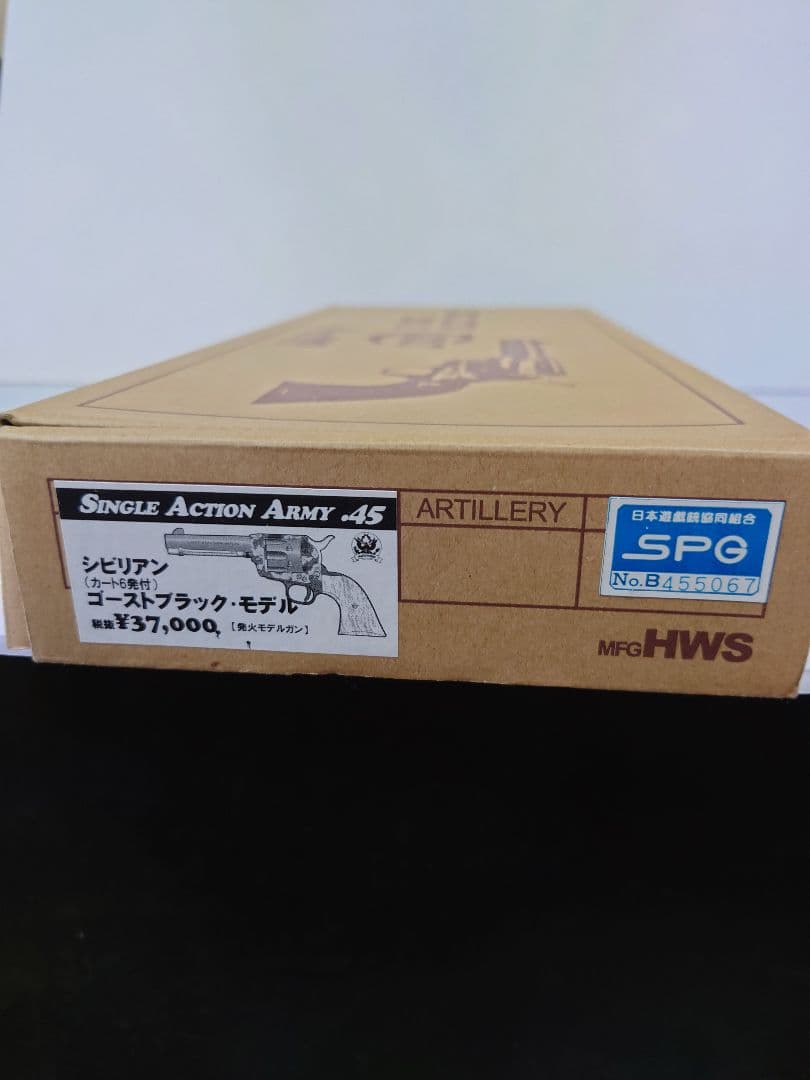 SINGLE ACTION ARMY .45
シビリアン
(カート6発付)
ゴーストブラック・モデル
税抜¥37,000.【発火モデルガン】
ARTILLERY
日本遊戯銃協同組合
SPG
No.B455067
MFG HWS